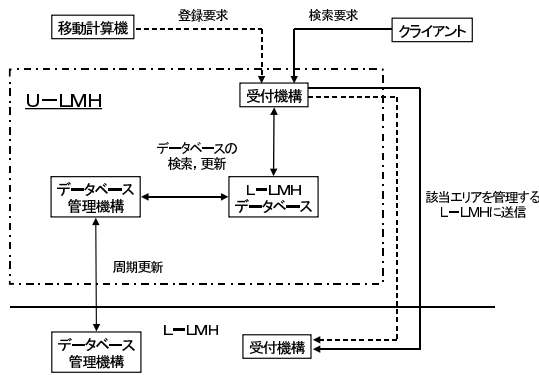 登録要求
検索要求
移動計算機
クライアント
U－LMH
受付機構
データベースの
検索，更新
データベース
管理機構
L－LMH
データベース
該当エリアを管理する
L－LMHに送信
周期更新
L－LMH
データベース
管理機構
受付機構